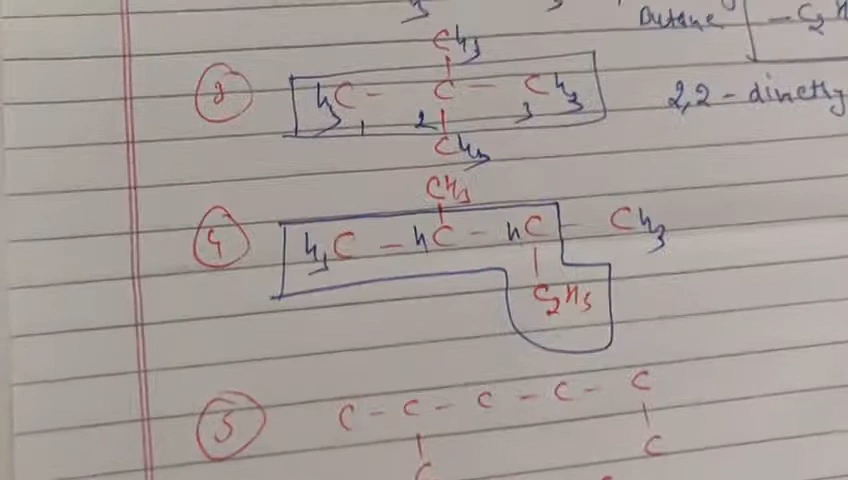 Butane
CH3
③ H3C - C - CH3
2,2-dimethy
1 2 3
CH3
CH3
④ H3C - HC - HC - CH3
C2H5
⑤ C - C - C - C - C
C C